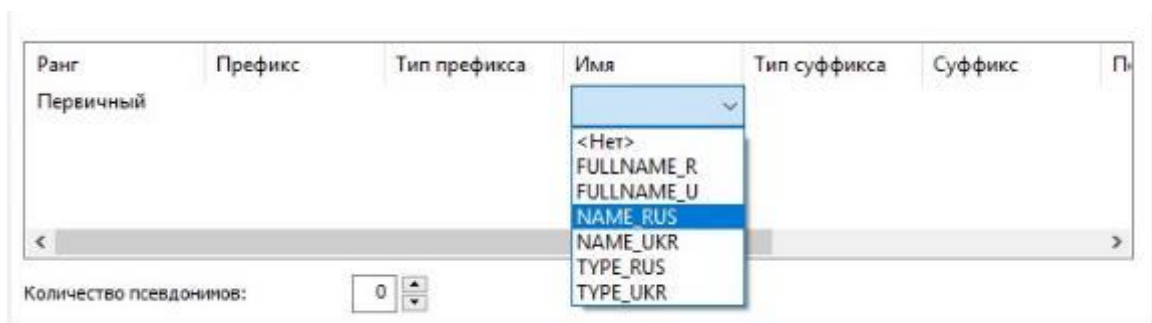 Ранг Префикс Тип префикса Имя Тип суффикса Суффикс
Первичный
<Нет>
FULLNAME_R
FULLNAME_U
NAME_RUS
NAME_UKR
TYPE_RUS
TYPE_UKR
Количество псевдонимов: 0